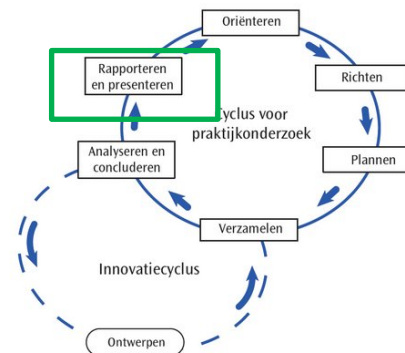 Oriënteren
Rapporteren
en presenteren
Richten
Cyclus voor
praktijkonderzoek
Analyseren en
concluderen
Plannen
Verzamelen
Innovatiecyclus
Ontwerpen